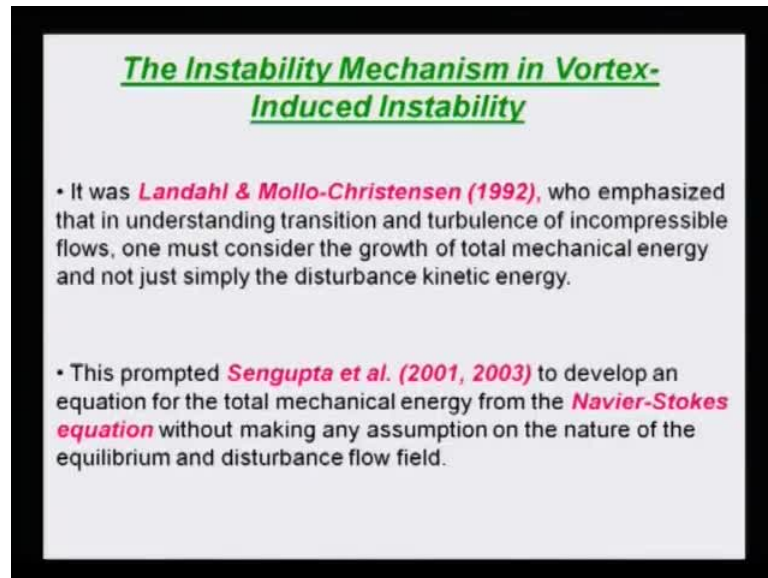 The Instability Mechanism in Vortex-
Induced Instability
• It was Landahl & Mollo-Christensen (1992), who emphasized
that in understanding transition and turbulence of incompressible
flows, one must consider the growth of total mechanical energy
and not just simply the disturbance kinetic energy.
• This prompted Sengupta et al. (2001, 2003) to develop an
equation for the total mechanical energy from the Navier-Stokes
equation without making any assumption on the nature of the
equilibrium and disturbance flow field.